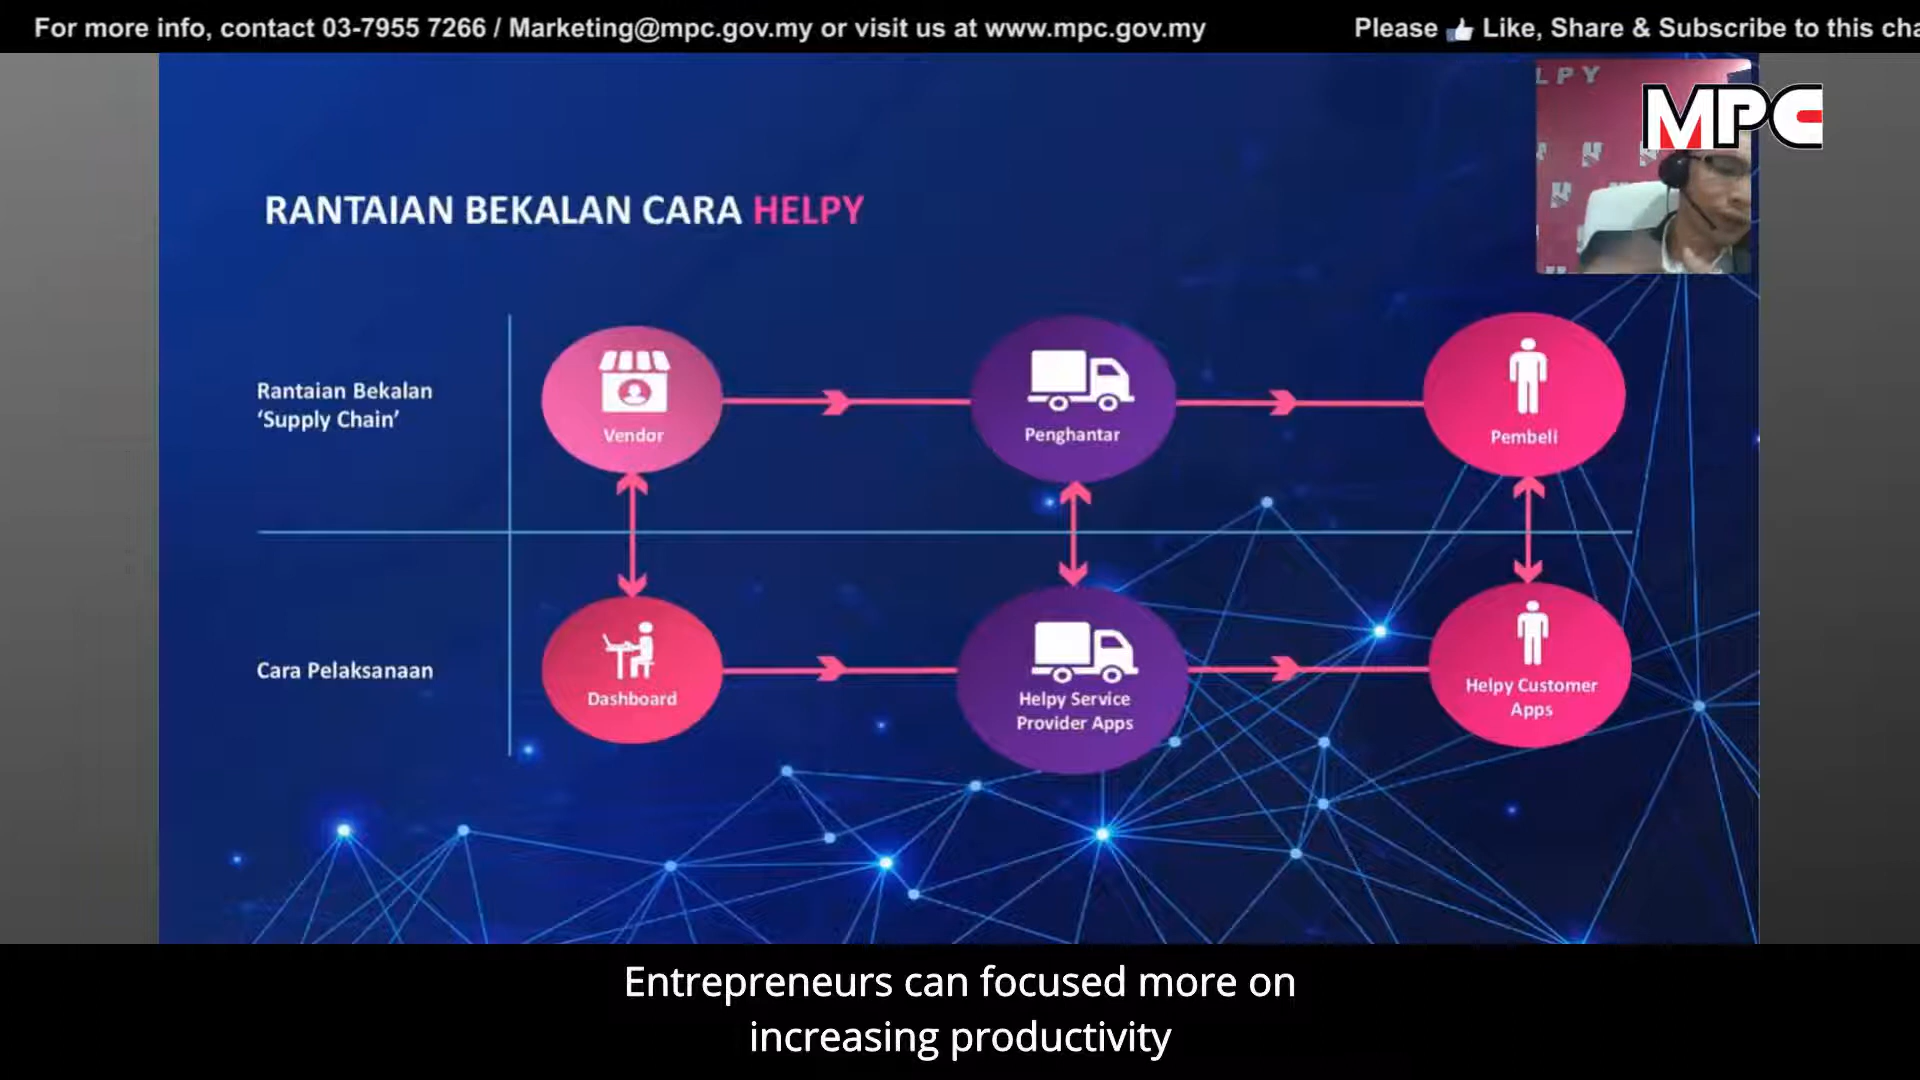 For more info, contact 03-7955 7266 / Marketing@mpc.gov.my or visit us at www.mpc.gov.my
Please 👍 Like, Share & Subscribe to this cha
LPY
MPC
RANTAIAN BEKALAN CARA HELPY
Rantaian Bekalan
‘Supply Chain’
Vendor
Penghantar
Pembeli
Cara Pelaksanaan
Dashboard
Helpy Service
Provider Apps
Helpy Customer
Apps
Entrepreneurs can focused more on
increasing productivity